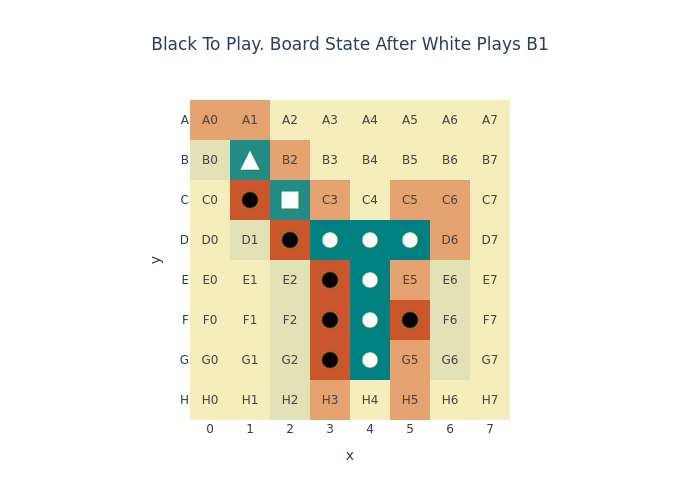 Black To Play. Board State After White Plays B1
A A0 A1 A2 A3 A4 A5 A6 A7
B B0 B2 B3 B4 B5 B6 B7
C C0 C3 C4 C5 C6 C7
D D0 D1 D6 D7
y
E E0 E1 E2 E5 E6 E7
F F0 F1 F2 F6 F7
G G0 G1 G2 G5 G6 G7
H H0 H1 H2 H3 H4 H5 H6 H7
0 1 2 3 4 5 6 7
x